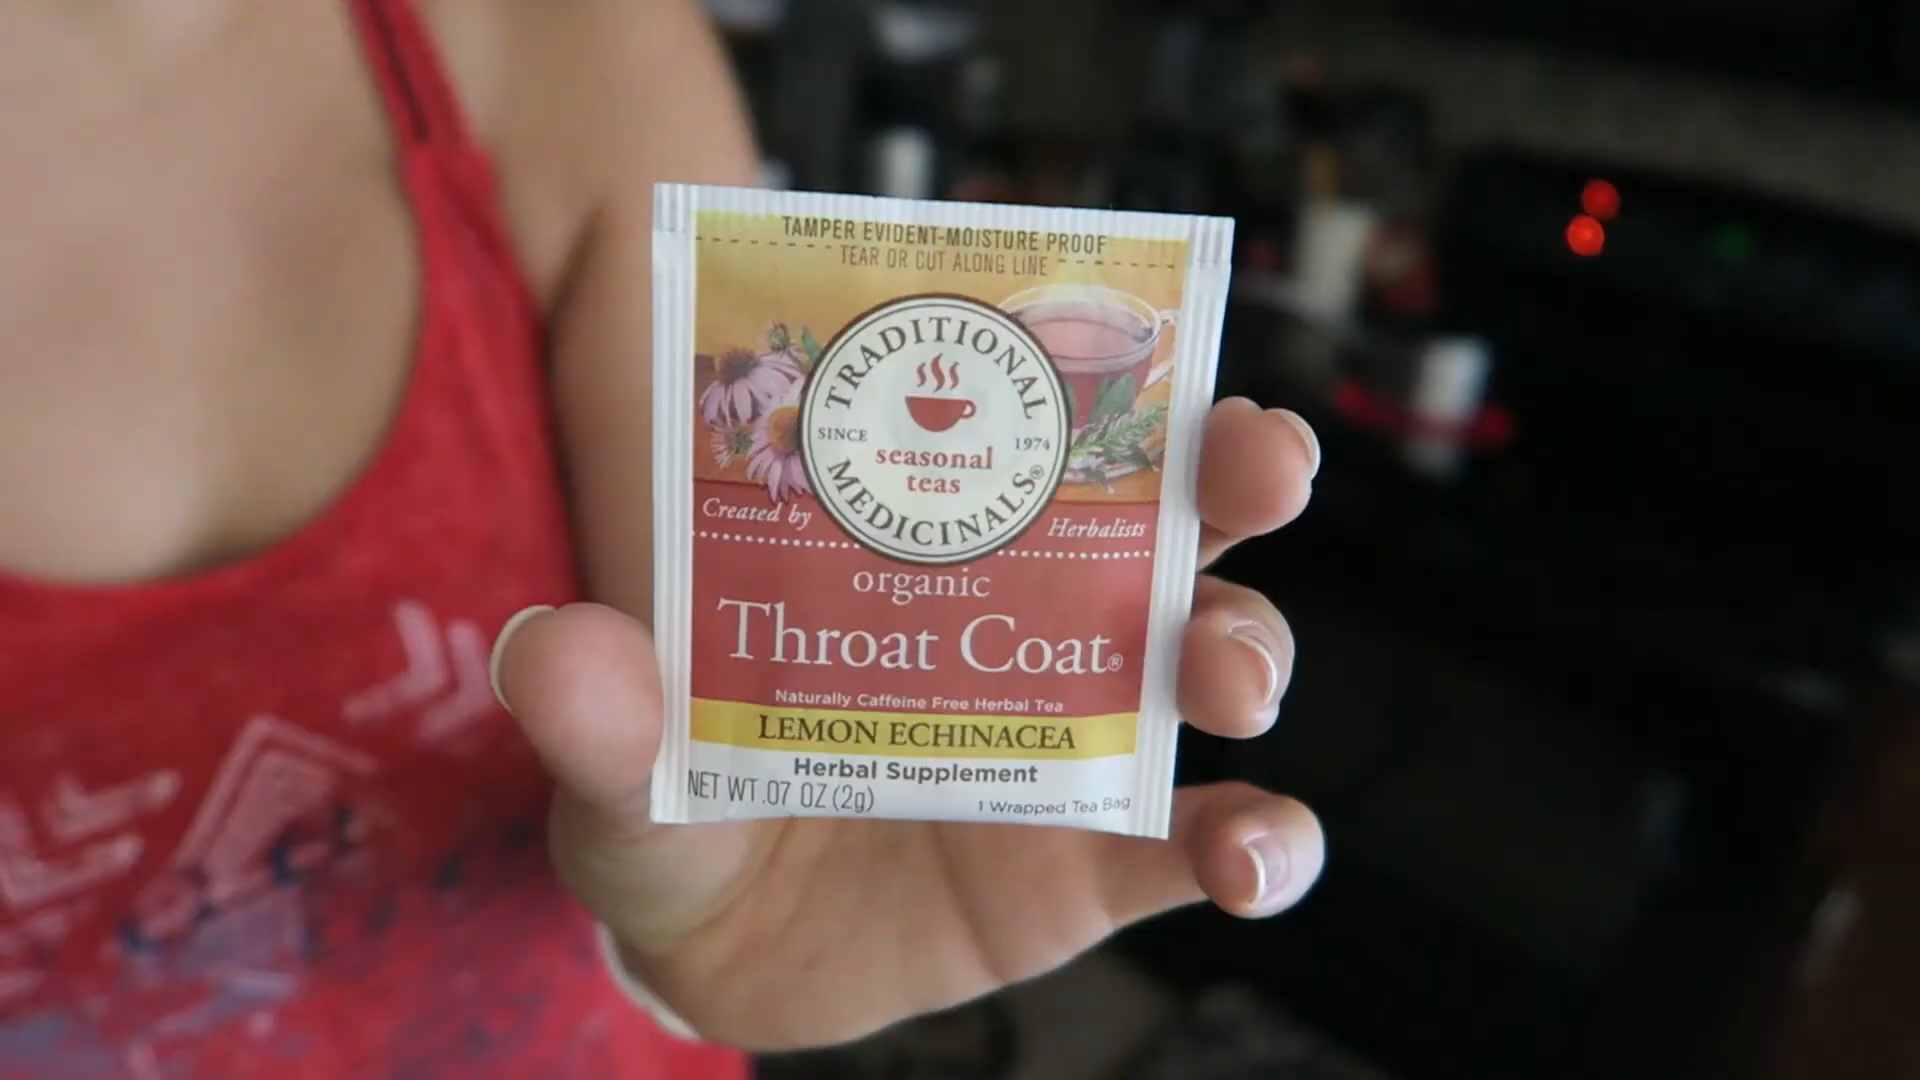 TAMPER EVIDENT-MOISTURE PROOF
TEAR OR CUT ALONG LINE
TRADITIONAL
SINCE 1974
seasonal
teas
MEDICINALS®
Created by Herbalists
organic
Throat Coat®
Naturally Caffeine Free Herbal Tea
LEMON ECHINACEA
Herbal Supplement
NET WT .07 OZ (2g)
1 Wrapped Tea Bag